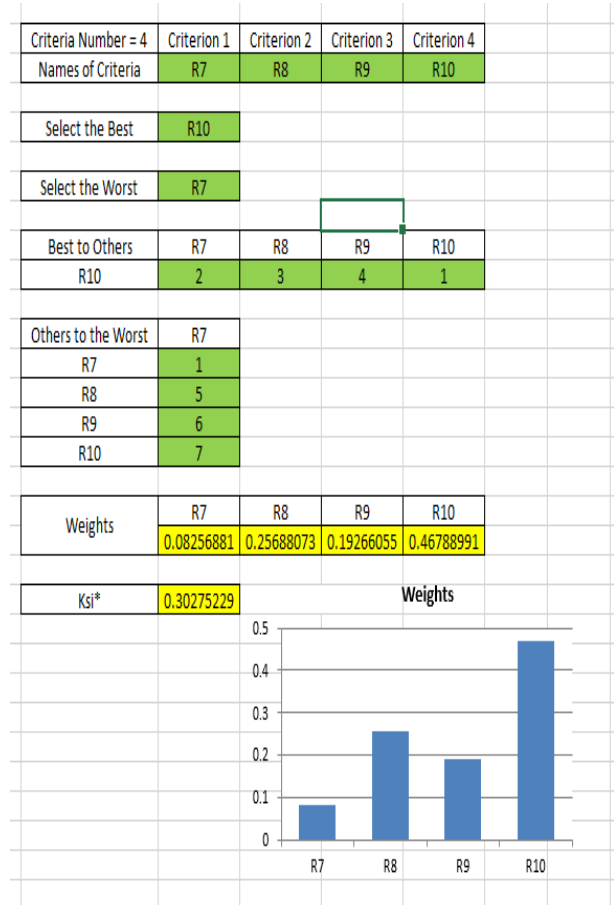 Criteria Number = 4 Criterion 1 Criterion 2 Criterion 3 Criterion 4
Names of Criteria R7 R8 R9 R10
Select the Best R10
Select the Worst R7
Best to Others R7 R8 R9 R10
R10 2 3 4 1
Others to the Worst R7
R7 1
R8 5
R9 6
R10 7
Weights R7 R8 R9 R10
0.08256881 0.25688073 0.19266055 0.46788991
Ksi* 0.30275229
Weights
0.5
0.4
0.3
0.2
0.1
0
R7 R8 R9 R10